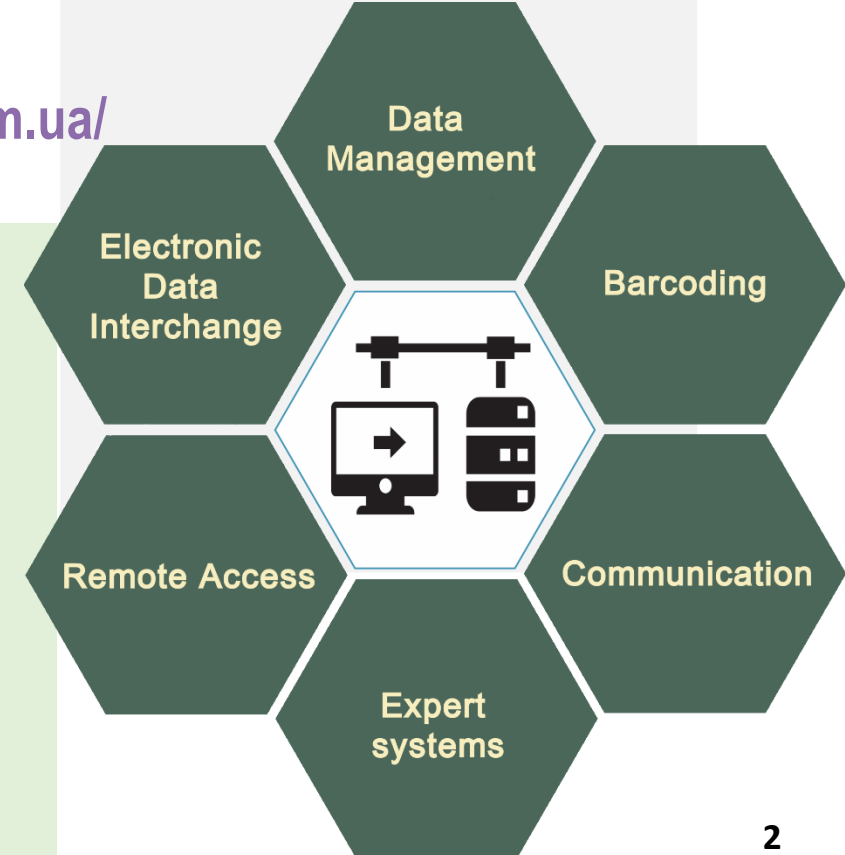 m.ua/
Data
Management
Electronic
Data
Interchange
Barcoding
Remote Access
Communication
Expert
systems
2